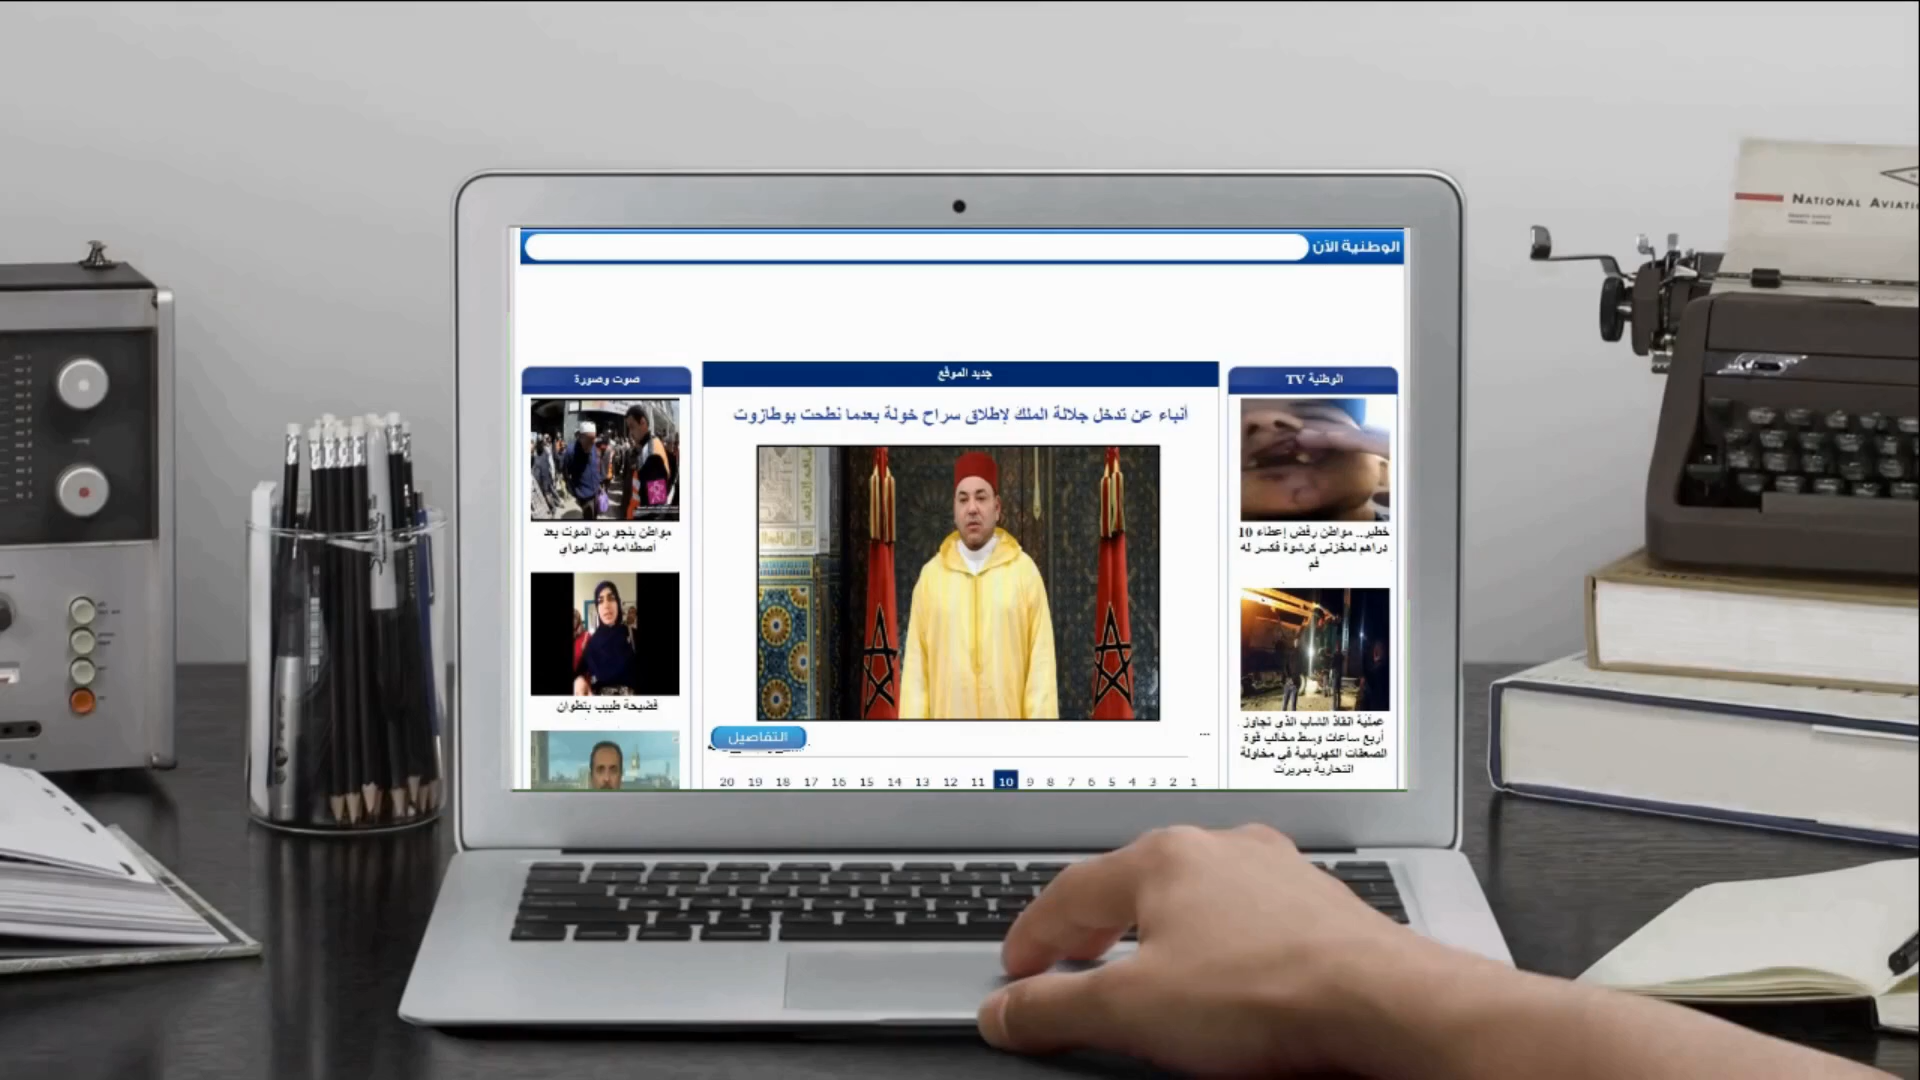 الوطنية الآن
الوطنية TV
خطير.. مواطن رفض إعطاء 10
دراهم لمخزني كرشوة فكسر له
فم
عملية انقاذ الشاب الذي تجاوز
أربع ساعات وسط مخالب قوة
الصعقات الكهربائية في محاولة
انتحارية بمريرت
جديد الموقع
أنباء عن تدخل جلالة الملك لإطلاق سراح خولة بعدما نطحت بوطازوت
...
التفاصيل
1 2 3 4 5 6 7 8 9 10 11 12 13 14 15 16 17 18 19 20
صوت وصورة
مواطن ينجو من الموت بعد
أصطدامه بالترامواي
فضيحة طبيب بتطوان
NATIONAL AVIATI